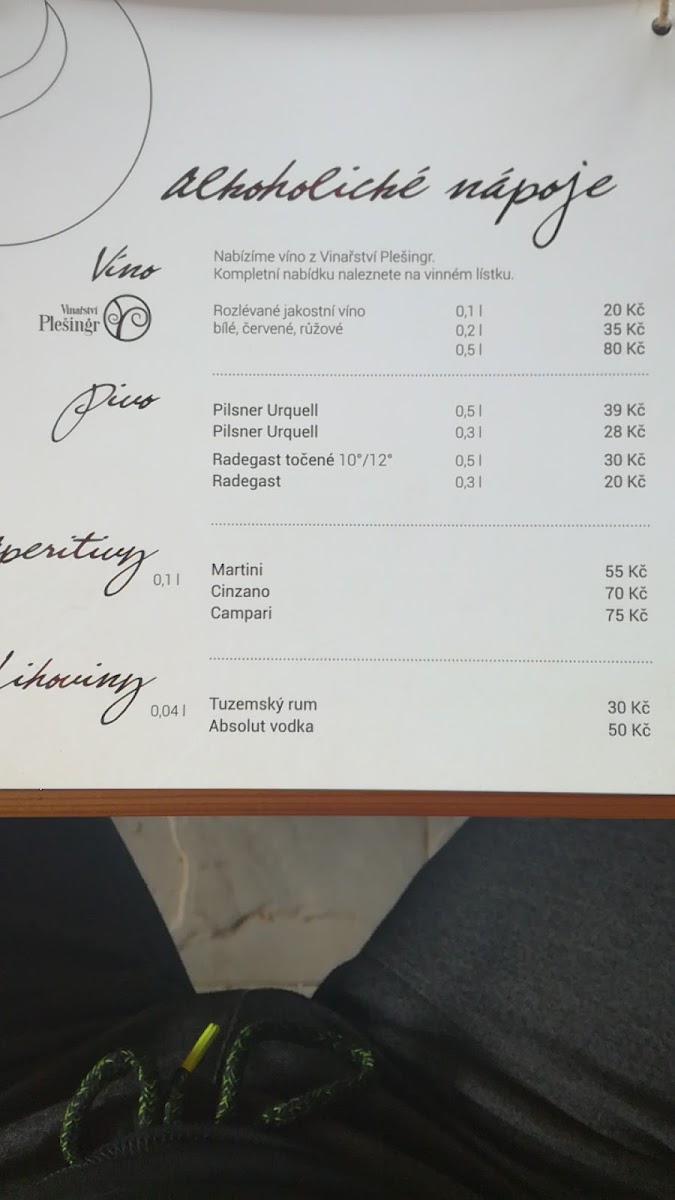 alkoholické nápoje
Víno
Nabízíme víno z Vinařství Plešingr.
Kompletní nabídku naleznete na vinném lístku.
Vinařství
Plešingr
Rozlévané jakostní víno 0,1 l 20 Kč
bílé, červené, růžové 0,2 l 35 Kč
0,5 l 80 Kč
Pivo
Pilsner Urquell 0,5 l 39 Kč
Pilsner Urquell 0,3 l 28 Kč
Radegast točené 10°/12° 0,5 l 30 Kč
Radegast 0,3 l 20 Kč
peritivy 0,1 l
Martini 55 Kč
Cinzano 70 Kč
Campari 75 Kč
lihoviny 0,04 l
Tuzemský rum 30 Kč
Absolut vodka 50 Kč